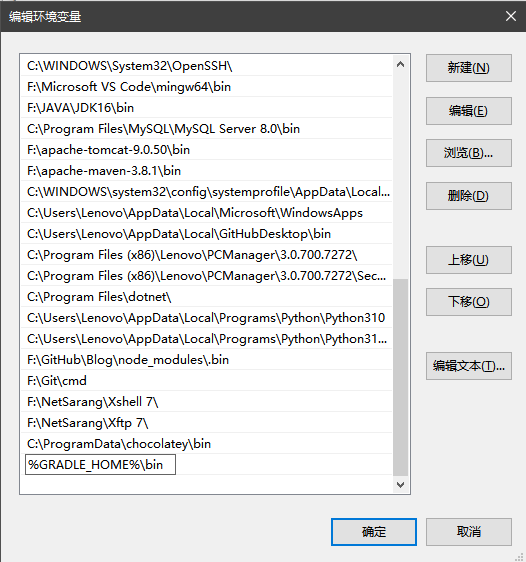 编辑环境变量
C:\WINDOWS\System32\OpenSSH\
F:\Microsoft VS Code\mingw64\bin
F:\JAVA\JDK16\bin
C:\Program Files\MySQL\MySQL Server 8.0\bin
F:\apache-tomcat-9.0.50\bin
F:\apache-maven-3.8.1\bin
C:\WINDOWS\system32\config\systemprofile\AppData\Local...
C:\Users\Lenovo\AppData\Local\Microsoft\WindowsApps
C:\Users\Lenovo\AppData\Local\GitHubDesktop\bin
C:\Program Files (x86)\Lenovo\PCManager\3.0.700.7272\
C:\Program Files (x86)\Lenovo\PCManager\3.0.700.7272\Sec...
C:\Program Files\dotnet\
C:\Users\Lenovo\AppData\Local\Programs\Python\Python310
C:\Users\Lenovo\AppData\Local\Programs\Python\Python31...
F:\GitHub\Blog\node_modules\.bin
F:\Git\cmd
F:\NetSarang\Xshell 7\
F:\NetSarang\Xftp 7\
C:\ProgramData\chocolatey\bin
%GRADLE_HOME%\bin
新建(N)
编辑(E)
浏览(B)...
删除(D)
上移(U)
下移(O)
编辑文本(T)...
确定
取消